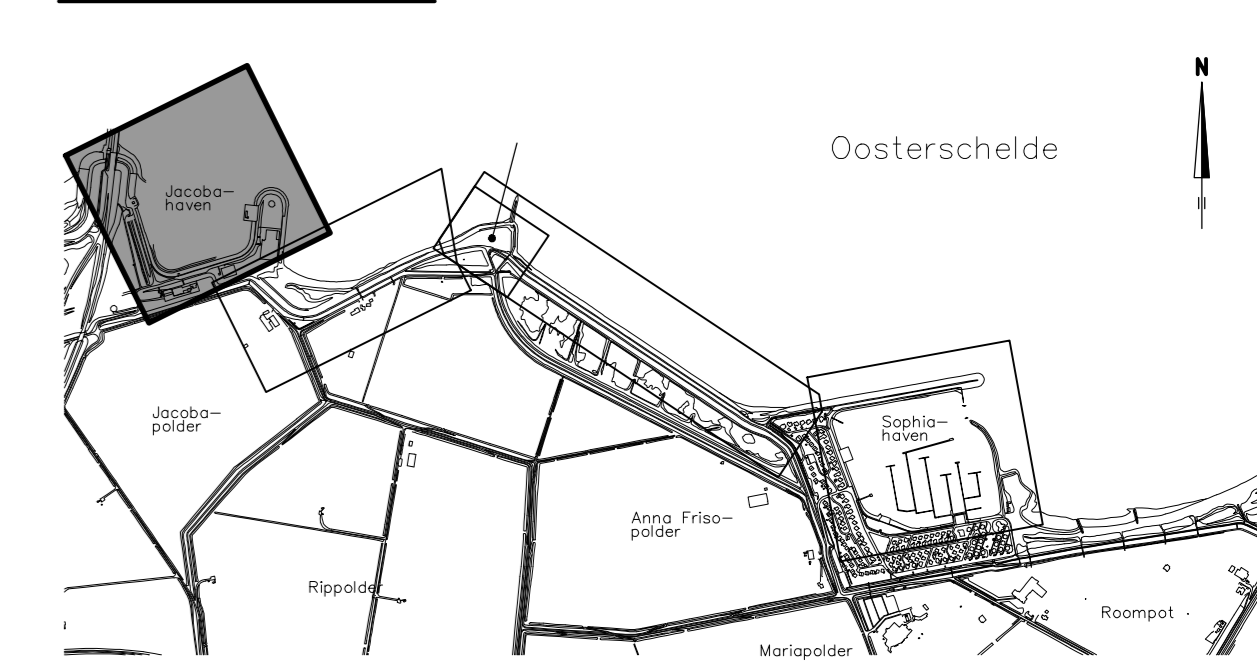 N
Oosterschelde
Jacoba-
haven
Jacoba-
polder
Sophia-
haven
Anna Friso-
polder
Rippolder
Roompot
Mariapolder